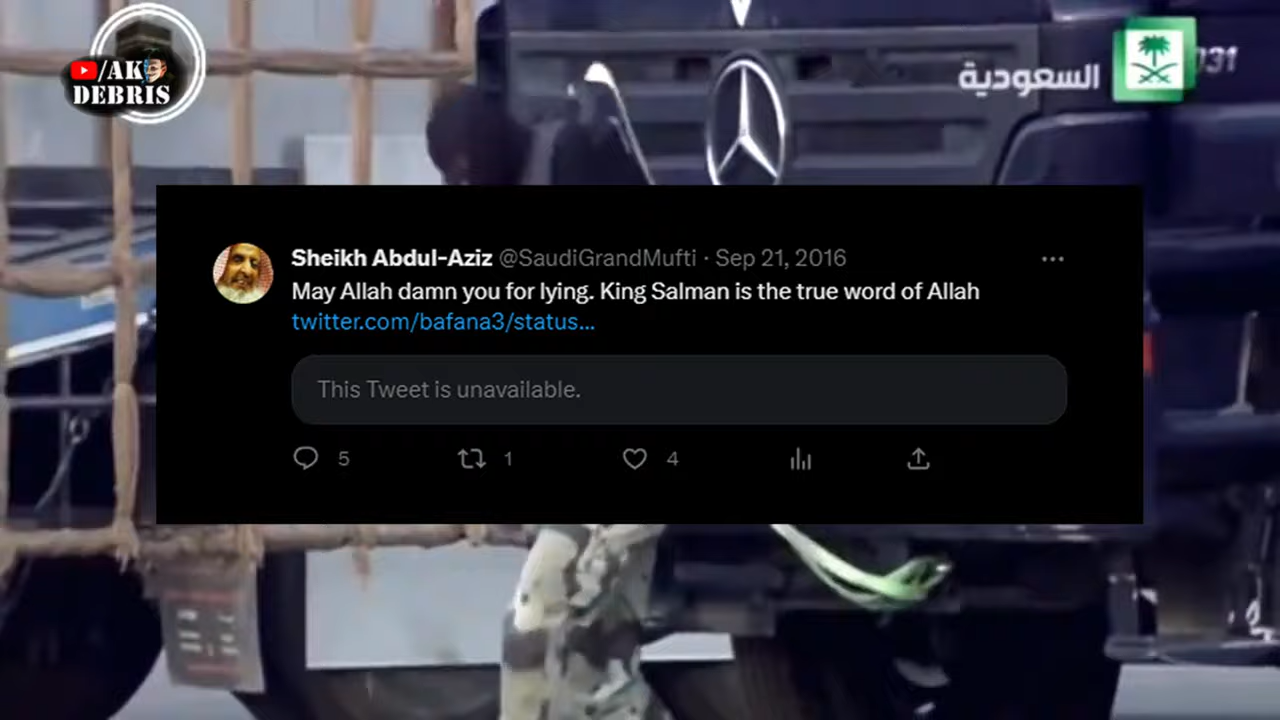 /AK
DEBRIS
السعودية
031
Sheikh Abdul-Aziz @SaudiGrandMufti · Sep 21, 2016
May Allah damn you for lying. King Salman is the true word of Allah
twitter.com/bafana3/status...
This Tweet is unavailable.
5 1 4